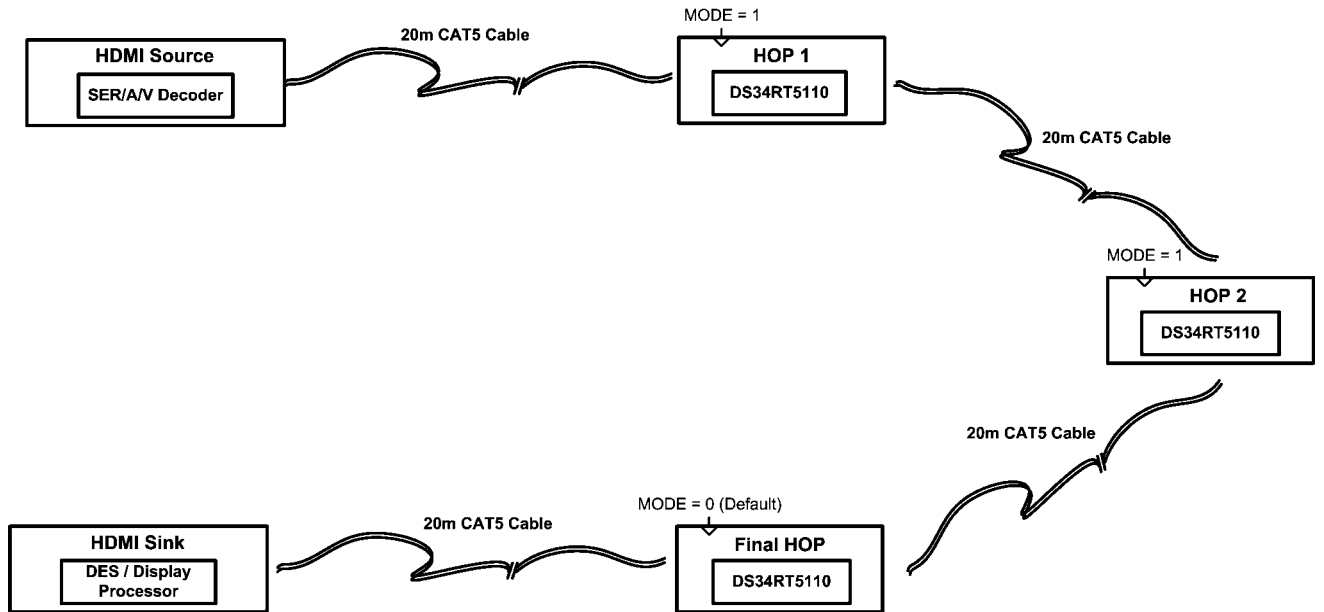 MODE = 1
20m CAT5 Cable
HDMI Source
SER/A/V Decoder
HOP 1
DS34RT5110
20m CAT5 Cable
MODE = 1
HOP 2
DS34RT5110
20m CAT5 Cable
MODE = 0 (Default)
20m CAT5 Cable
HDMI Sink
DES / Display
Processor
Final HOP
DS34RT5110